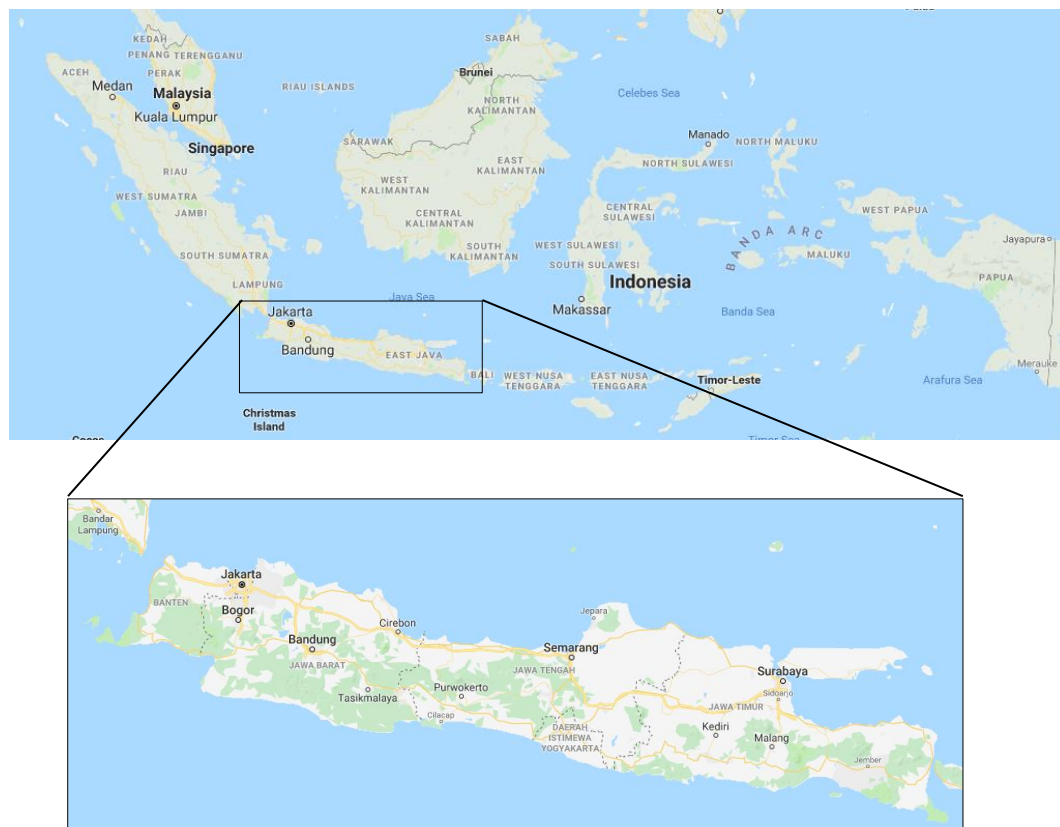 SABAH
KEDAH
PENANG
TERENGGANU
ACEH
PERAK
Brunei
Medan
Malaysia
RIAU ISLANDS
Celebes Sea
NORTH
KALIMANTAN
Kuala Lumpur
Manado
NORTH MALUKU
Singapore
SARAWAK
NORTH SULAWESI
RIAU
EAST
KALIMANTAN
WEST
KALIMANTAN
WEST SUMATRA
JAMBI
CENTRAL
SULAWESI
WEST PAPUA
CENTRAL
KALIMANTAN
BANDA ARC
Jayapura
SOUTH SUMATRA
SOUTH
KALIMANTAN
WEST SULAWESI
MALUKU
SOUTH SULAWESI
PAPUA
LAMPUNG
Indonesia
Java Sea
Makassar
Banda Sea
Jakarta
Bandung
EAST JAVA
BALI
WEST NUSA
TENGGARA
EAST NUSA
TENGGARA
Timor-Leste
Merauke
Arafura Sea
Christmas
Island
Timor Sea
Bandar
Lampung
Jakarta
BANTEN
Bogor
Jepara
Cirebon
Bandung
Semarang
JAWA BARAT
JAWA TENGAH
Surabaya
Tasikmalaya
Purwokerto
Sidoarjo
JAWA TIMUR
Cilacap
DAERAH
ISTIMEWA
YOGYAKARTA
Kediri
Malang
Jember